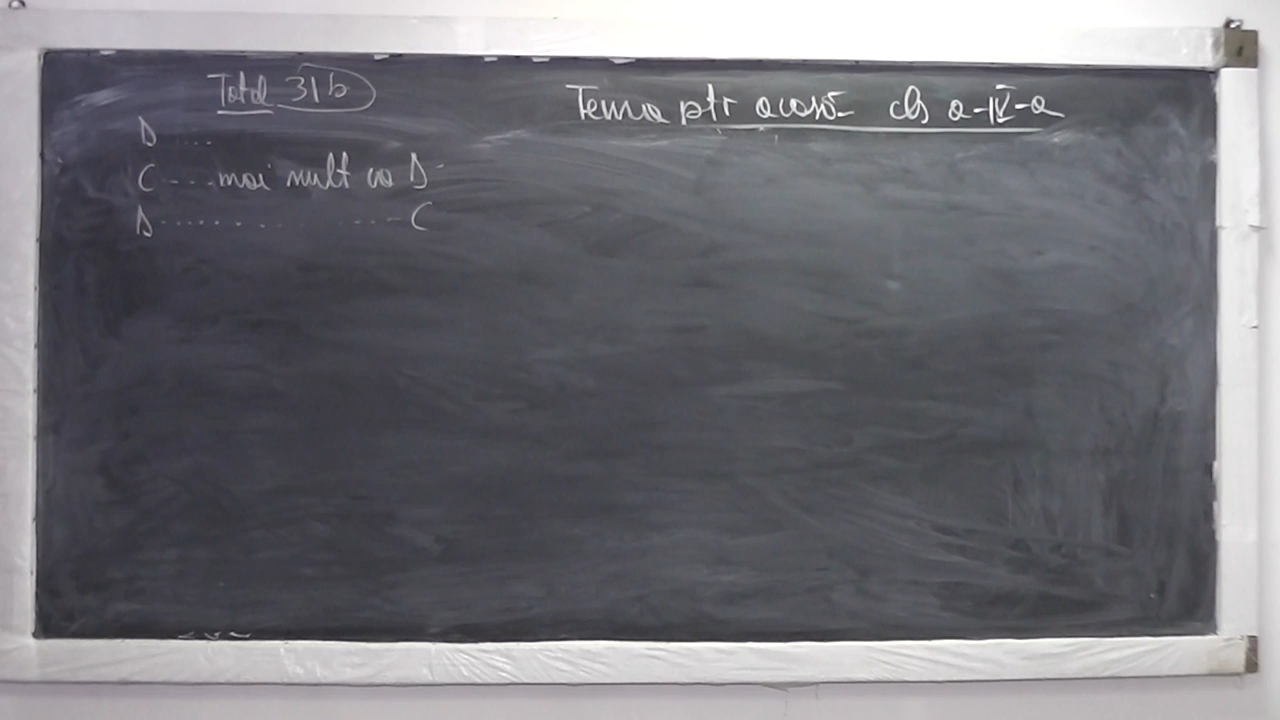 Total 31b
Tema ptr acasă cls a-IV-a
D ....
C ....mai mult ca D
D .................. C